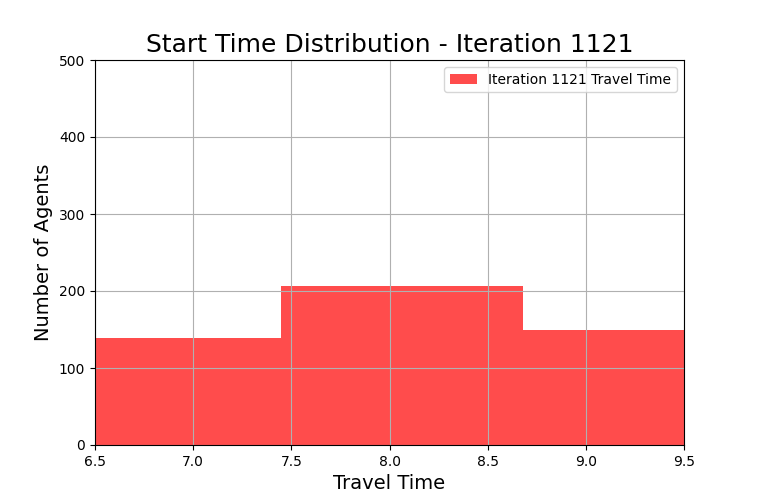 Start Time Distribution - Iteration 1121
Iteration 1121 Travel Time
Number of Agents
500
400
300
200
100
0
6.5 7.0 7.5 8.0 8.5 9.0 9.5
Travel Time